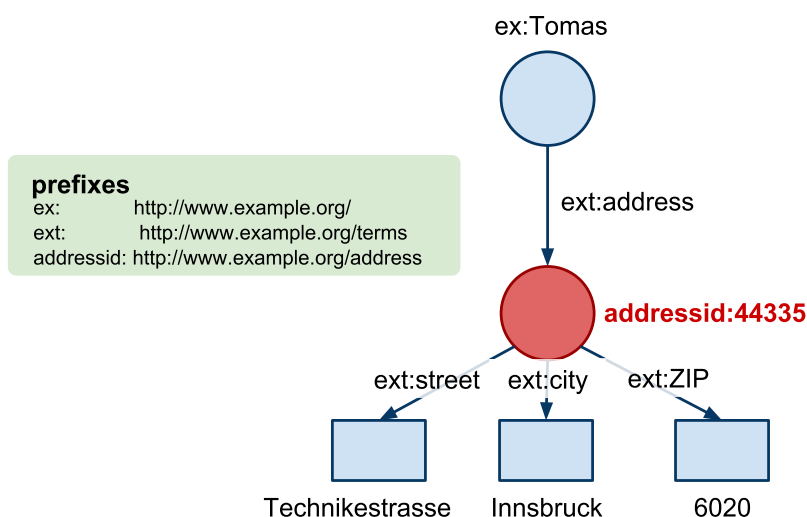 ex:Tomas
ext:address
prefixes
ex: http://www.example.org/
ext: http://www.example.org/terms
addressid: http://www.example.org/address
addressid:44335
ext:street ext:city ext:ZIP
Technikestrasse Innsbruck 6020